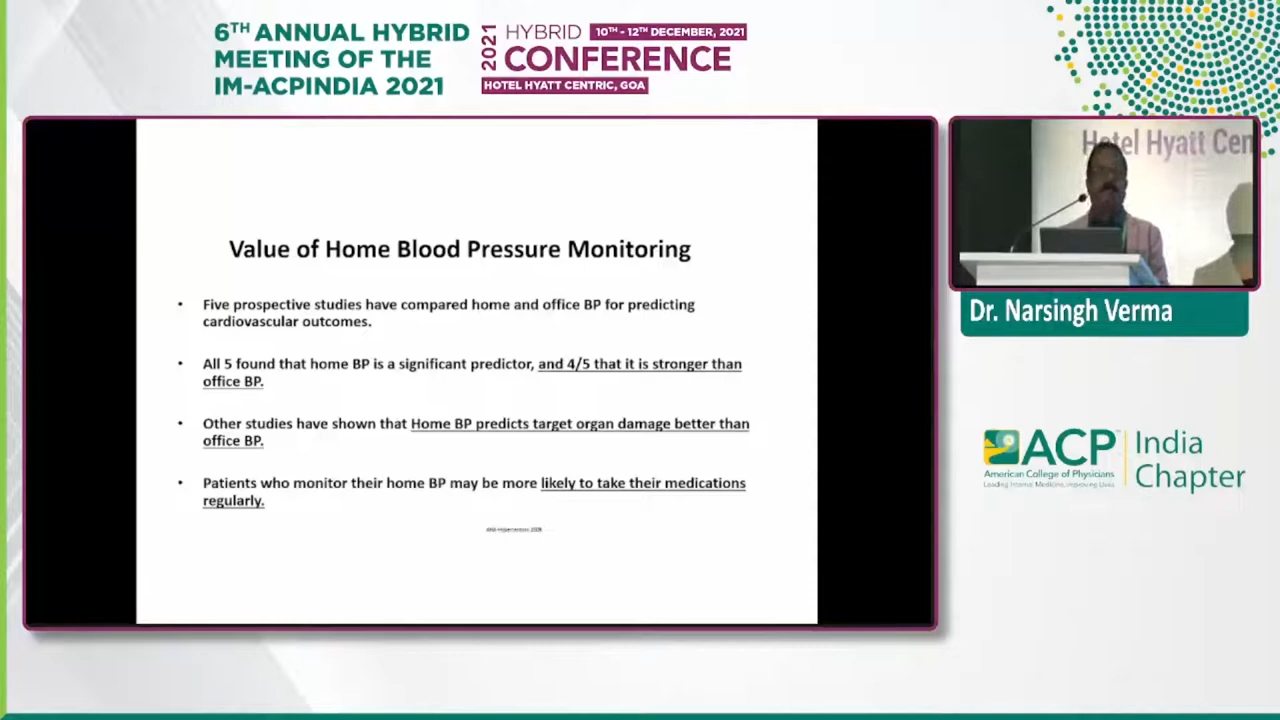 6TH ANNUAL HYBRID
MEETING OF THE
IM-ACPINDIA 2021
2021
HYBRID 10TH - 12TH DECEMBER, 2021
CONFERENCE
HOTEL HYATT CENTRIC, GOA
Value of Home Blood Pressure Monitoring
• Five prospective studies have compared home and office BP for predicting
cardiovascular outcomes.
• All 5 found that home BP is a significant predictor, and 4/5 that it is stronger than
office BP.
• Other studies have shown that Home BP predicts target organ damage better than
office BP.
• Patients who monitor their home BP may be more likely to take their medications
regularly.
Hotel Hyatt Cen
Dr. Narsingh Verma
ACP
American College of Physicians
Leading Internal Medicine, Improving Lives
India
Chapter